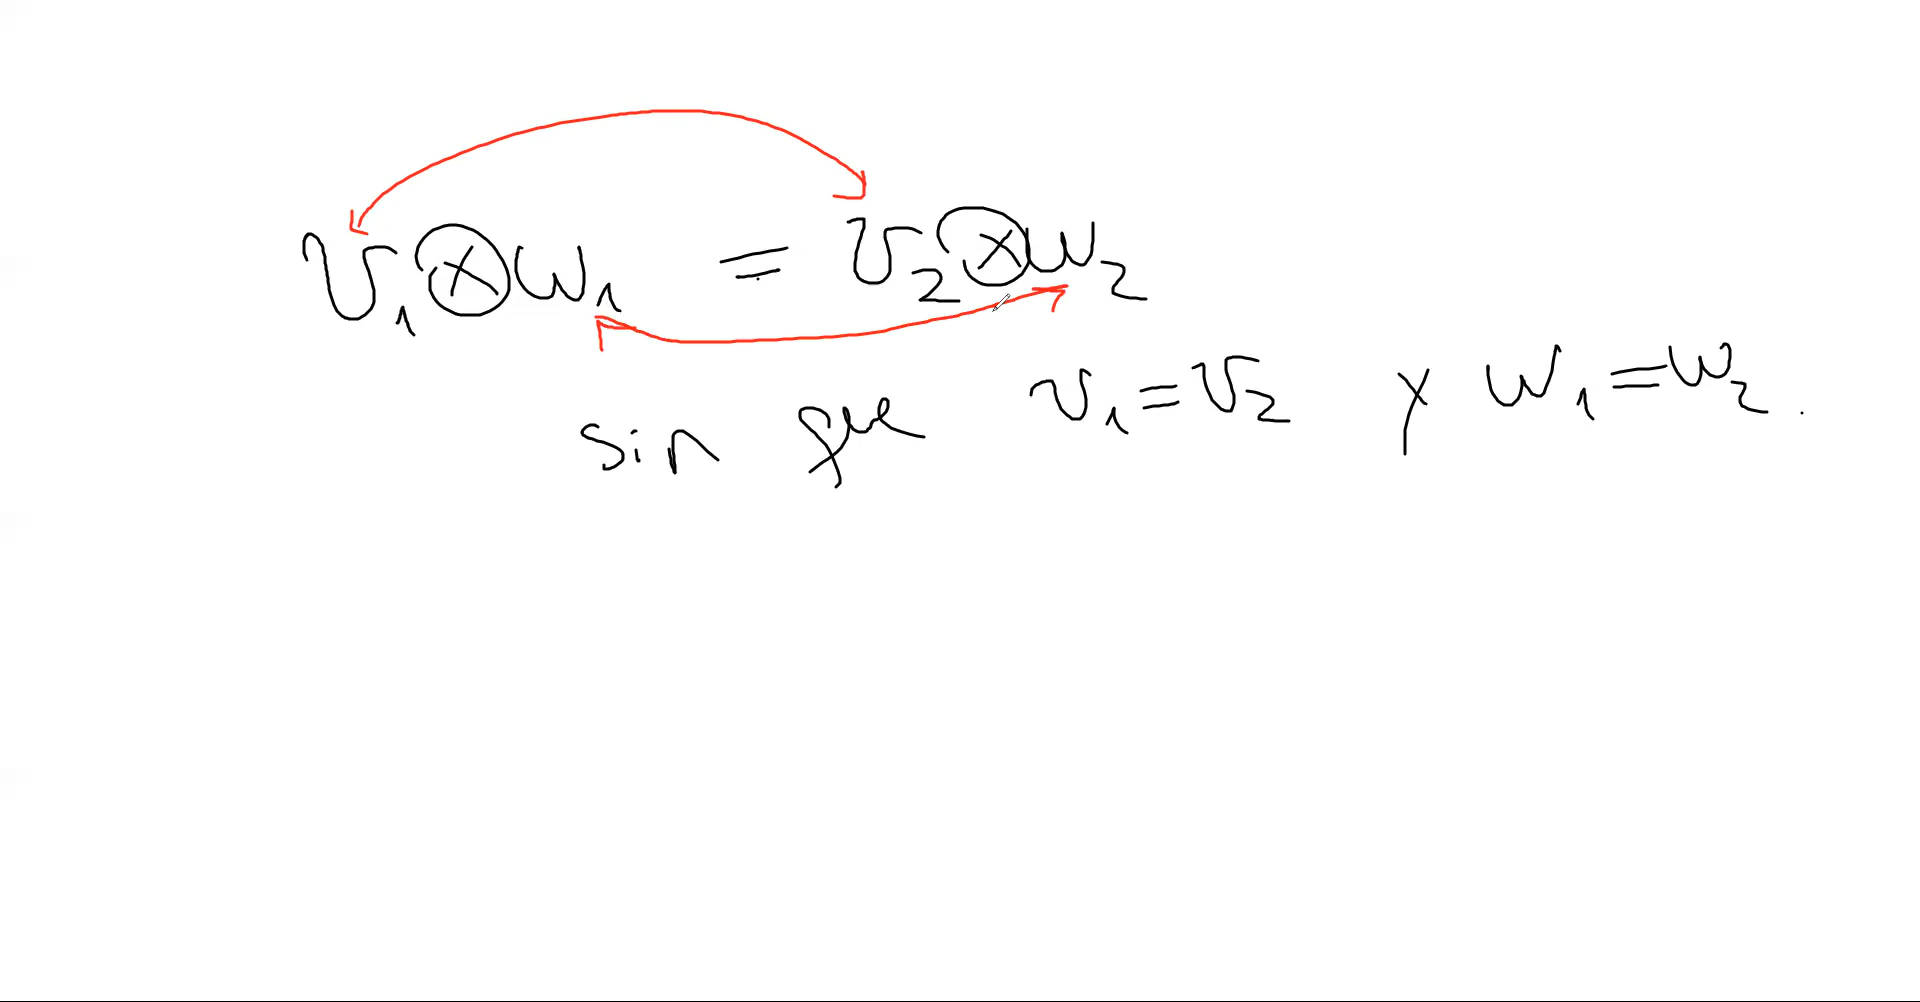 v₁ ⊗ w₁ = v₂ ⊗ w₂
sin que v₁ = v₂ y w₁ = w₂.